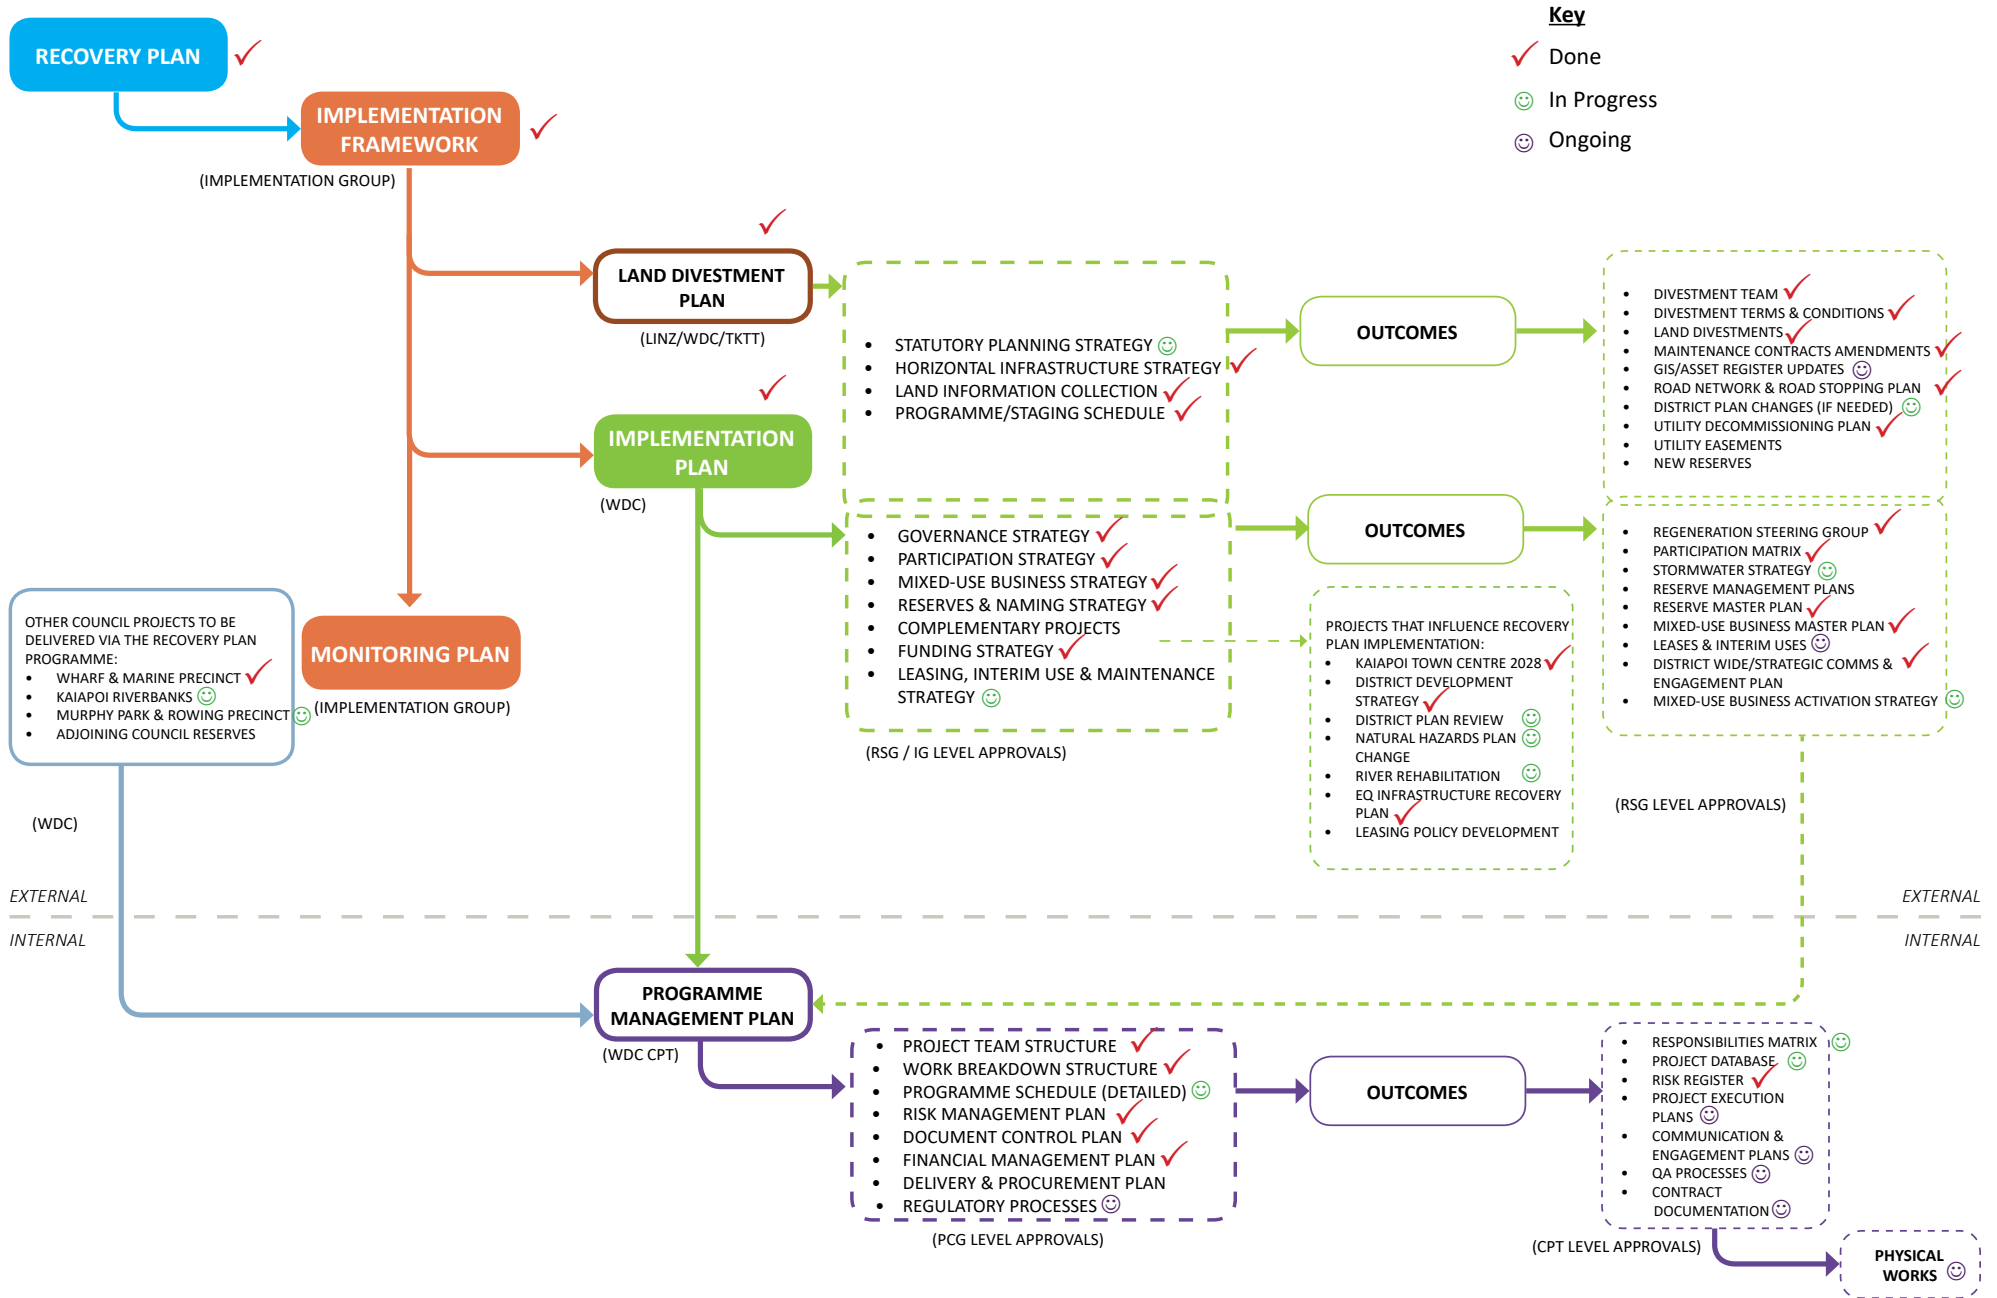 Key
Done
In Progress
Ongoing
RECOVERY PLAN
IMPLEMENTATION
FRAMEWORK
(IMPLEMENTATION GROUP)
LAND DIVESTMENT
PLAN
(LINZ/WDC/TKTT)
• STATUTORY PLANNING STRATEGY
• HORIZONTAL INFRASTRUCTURE STRATEGY
• LAND INFORMATION COLLECTION
• PROGRAMME/STAGING SCHEDULE
OUTCOMES
• DIVESTMENT TEAM
• DIVESTMENT TERMS & CONDITIONS
• LAND DIVESTMENTS
• MAINTENANCE CONTRACTS AMENDMENTS
• GIS/ASSET REGISTER UPDATES
• ROAD NETWORK & ROAD STOPPING PLAN
• DISTRICT PLAN CHANGES (IF NEEDED)
• UTILITY DECOMMISSIONING PLAN
• UTILITY EASEMENTS
• NEW RESERVES
IMPLEMENTATION
PLAN
(WDC)
• GOVERNANCE STRATEGY
• PARTICIPATION STRATEGY
• MIXED-USE BUSINESS STRATEGY
• RESERVES & NAMING STRATEGY
• COMPLEMENTARY PROJECTS
• FUNDING STRATEGY
• LEASING, INTERIM USE & MAINTENANCE
STRATEGY
(RSG / IG LEVEL APPROVALS)
OUTCOMES
• REGENERATION STEERING GROUP
• PARTICIPATION MATRIX
• STORMWATER STRATEGY
• RESERVE MANAGEMENT PLANS
• RESERVE MASTER PLAN
• MIXED-USE BUSINESS MASTER PLAN
• LEASES & INTERIM USES
• DISTRICT WIDE/STRATEGIC COMMS &
ENGAGEMENT PLAN
• MIXED-USE BUSINESS ACTIVATION STRATEGY
(RSG LEVEL APPROVALS)
PROJECTS THAT INFLUENCE RECOVERY
PLAN IMPLEMENTATION:
• KAIAPOI TOWN CENTRE 2028
• DISTRICT DEVELOPMENT
STRATEGY
• DISTRICT PLAN REVIEW
• NATURAL HAZARDS PLAN
CHANGE
• RIVER REHABILITATION
• EQ INFRASTRUCTURE RECOVERY
PLAN
• LEASING POLICY DEVELOPMENT
OTHER COUNCIL PROJECTS TO BE
DELIVERED VIA THE RECOVERY PLAN
PROGRAMME:
• WHARF & MARINE PRECINCT
• KAIAPOI RIVERBANKS
• MURPHY PARK & ROWING PRECINCT
• ADJOINING COUNCIL RESERVES
(WDC)
MONITORING PLAN
(IMPLEMENTATION GROUP)
EXTERNAL
EXTERNAL
INTERNAL
INTERNAL
PROGRAMME
MANAGEMENT PLAN
(WDC CPT)
• PROJECT TEAM STRUCTURE
• WORK BREAKDOWN STRUCTURE
• PROGRAMME SCHEDULE (DETAILED)
• RISK MANAGEMENT PLAN
• DOCUMENT CONTROL PLAN
• FINANCIAL MANAGEMENT PLAN
• DELIVERY & PROCUREMENT PLAN
• REGULATORY PROCESSES
(PCG LEVEL APPROVALS)
OUTCOMES
• RESPONSIBILITIES MATRIX
• PROJECT DATABASE
• RISK REGISTER
• PROJECT EXECUTION
PLANS
• COMMUNICATION &
ENGAGEMENT PLANS
• QA PROCESSES
• CONTRACT
DOCUMENTATION
(CPT LEVEL APPROVALS)
PHYSICAL
WORKS